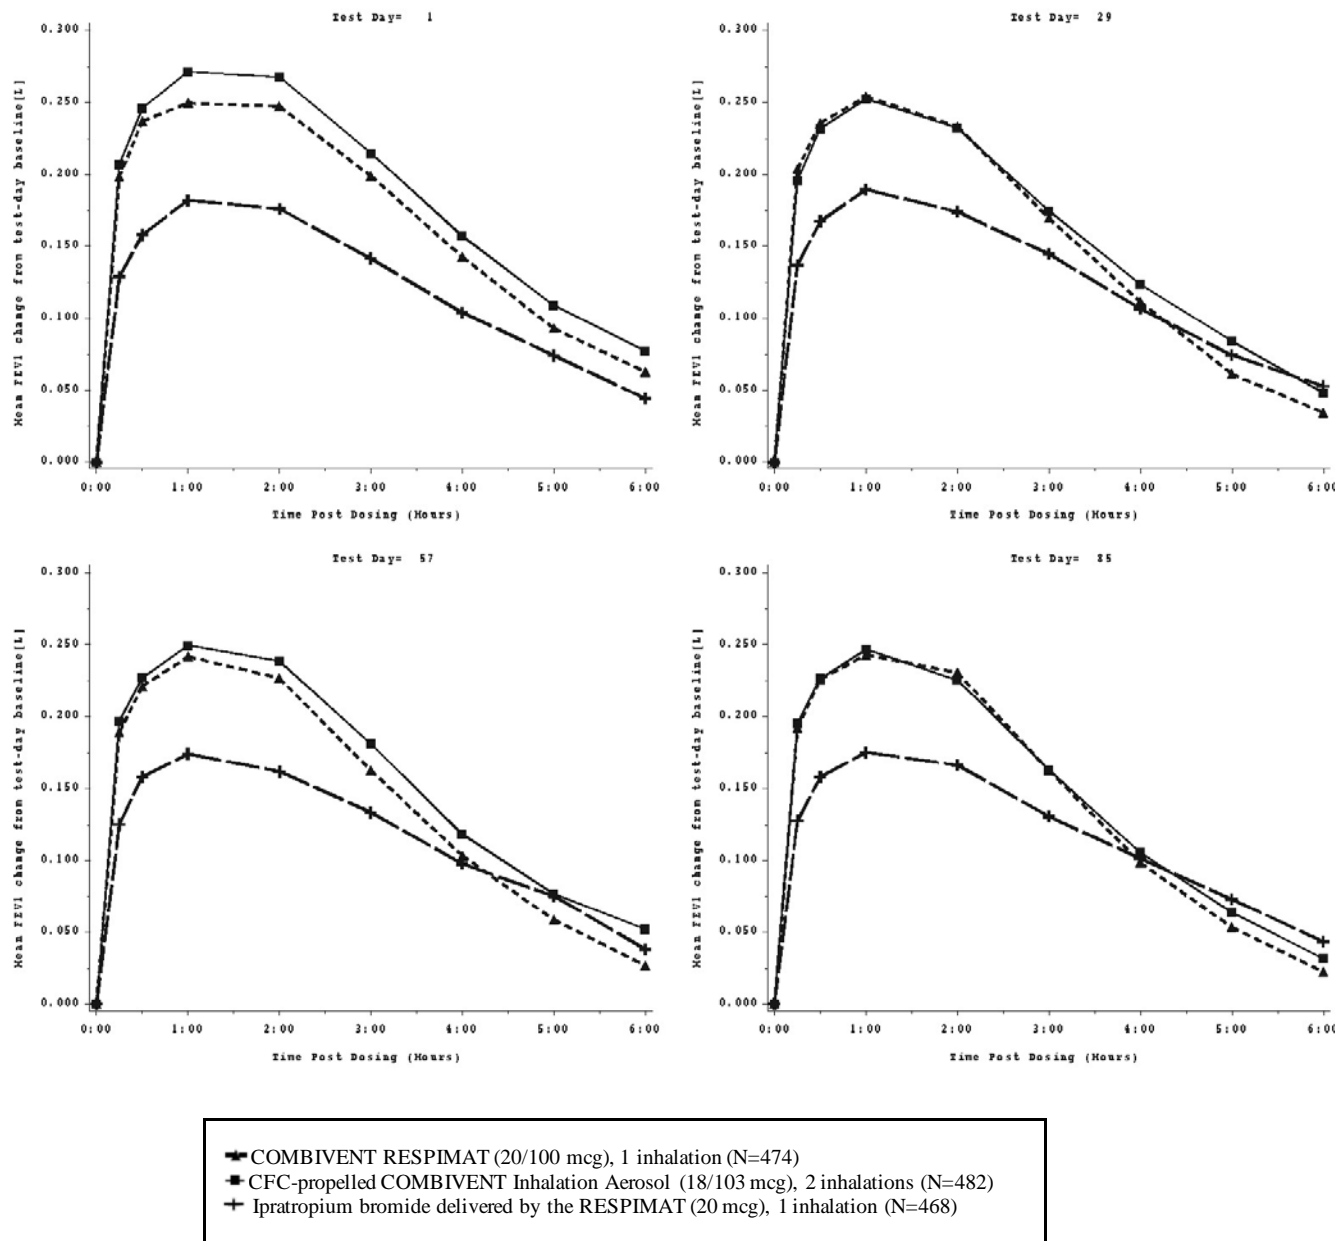 Test Day= 1
Mean FEV1 change from test-day baseline[L]
0.300
0.250
0.200
0.150
0.100
0.050
0.000
0:00 1:00 2:00 3:00 4:00 5:00 6:00
Time Post Dosing (Hours)
Test Day= 29
Mean FEV1 change from test-day baseline[L]
0.300
0.250
0.200
0.150
0.100
0.050
0.000
0:00 1:00 2:00 3:00 4:00 5:00 6:00
Time Post Dosing (Hours)
Test Day= 57
Mean FEV1 change from test-day baseline[L]
0.300
0.250
0.200
0.150
0.100
0.050
0.000
0:00 1:00 2:00 3:00 4:00 5:00 6:00
Time Post Dosing (Hours)
Test Day= 85
Mean FEV1 change from test-day baseline[L]
0.300
0.250
0.200
0.150
0.100
0.050
0.000
0:00 1:00 2:00 3:00 4:00 5:00 6:00
Time Post Dosing (Hours)
COMBIVENT RESPIMAT (20/100 mcg), 1 inhalation (N=474)
CFC-propelled COMBIVENT Inhalation Aerosol (18/103 mcg), 2 inhalations (N=482)
Ipratropium bromide delivered by the RESPIMAT (20 mcg), 1 inhalation (N=468)